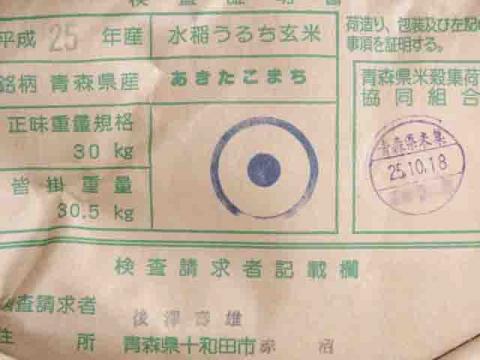 検査証明書
平成 25 年産 水稲うるち玄米
銘柄 青森県産 あきたこまち
正味重量規格
30 kg
皆掛重量
30.5 kg
荷造り、包装及び左記の
事項を証明する。
青森県米穀集荷
協同組合
青森県米集
25.10.18
検査請求者記載欄
検査請求者
住所 青森県十和田市赤沼